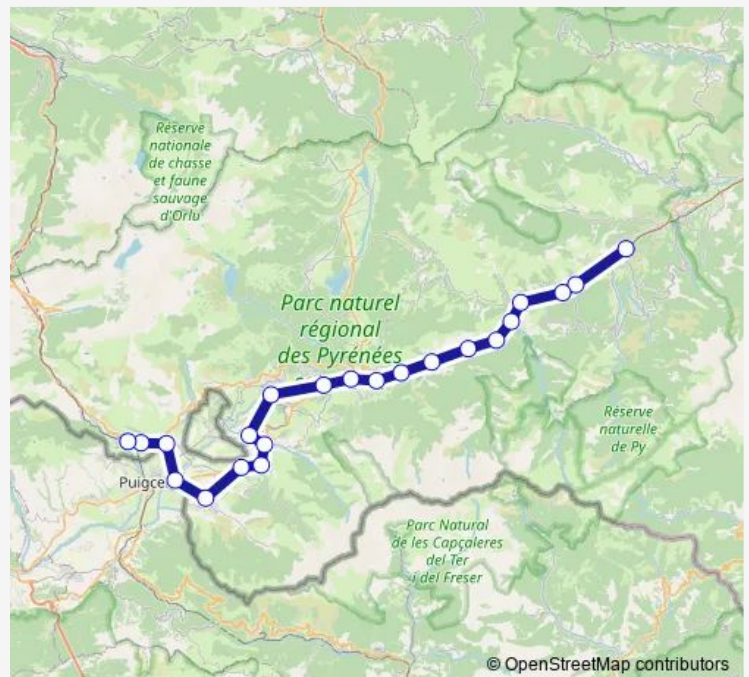 Réserve
nationale
de chasse
et faune
sauvage
d'Orlu
Parc naturel
régional
des Pyrénées
Réserve
naturelle
de Py
Puigce
Parc Natural
de les Capçaleres
del Ter
i del Freser
© OpenStreetMap contributors